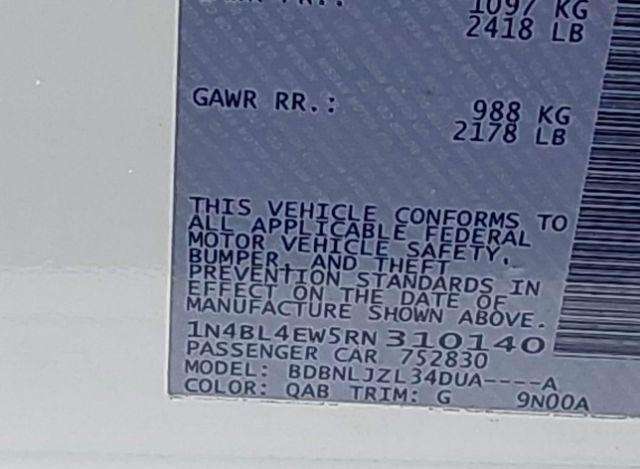 1097 KG
2418 LB
GAWR RR.: 988 KG
2178 LB
THIS VEHICLE CONFORMS TO
ALL APPLICABLE FEDERAL
MOTOR VEHICLE SAFETY,
BUMPER, AND THEFT
PREVENTION STANDARDS IN
EFFECT ON THE DATE OF
MANUFACTURE SHOWN ABOVE.
1N4BL4EW5RN310140
PASSENGER CAR 752830
MODEL: BDBNLJZL34DUA----A
COLOR: QAB TRIM: G 9N00A